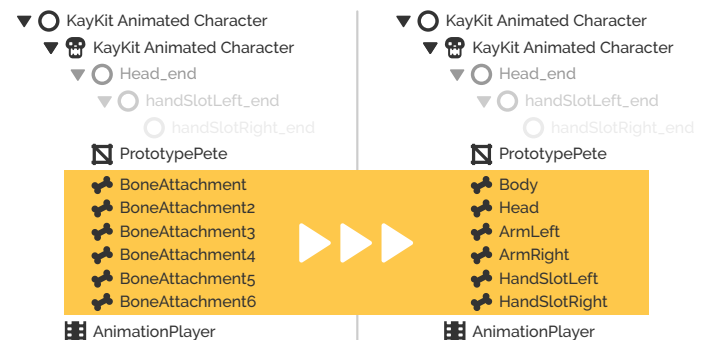 KayKit Animated Character
KayKit Animated Character
Head_end
handSlotLeft_end
handSlotRight_end
PrototypePete
BoneAttachment
BoneAttachment2
BoneAttachment3
BoneAttachment4
BoneAttachment5
BoneAttachment6
AnimationPlayer
KayKit Animated Character
KayKit Animated Character
Head_end
handSlotLeft_end
handSlotRight_end
PrototypePete
Body
Head
ArmLeft
ArmRight
HandSlotLeft
HandSlotRight
AnimationPlayer